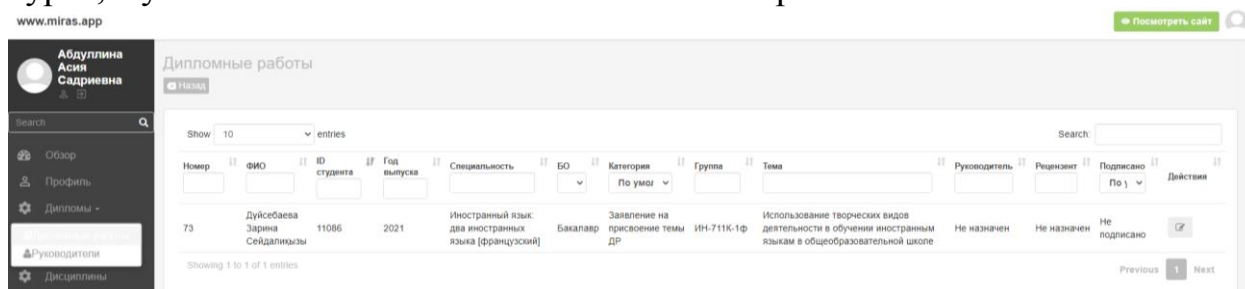 www.miras.app
Посмотреть сайт
Абдуллина
Асия
Садриевна
Search
Обзор
Профиль
Дипломы
Руководители
Дисциплины
Дипломные работы
Назад
Show 10 entries
Search:
Номер ФИО ID студента Год выпуска Специальность БО Категория Группа Тема Руководитель Рецензент Подписано Действия
По умол По у
73 Дуйсебаева Зарина Сейдаликызы 11086 2021 Иностранный язык: два иностранных языка [французский] Бакалавр Заявление на присвоение темы ДР ИН-711К-1ф Использование творческих видов деятельности в обучении иностранным языкам в общеобразовательной школе Не назначен Не назначен Не подписано
Showing 1 to 1 of 1 entries
Previous 1 Next